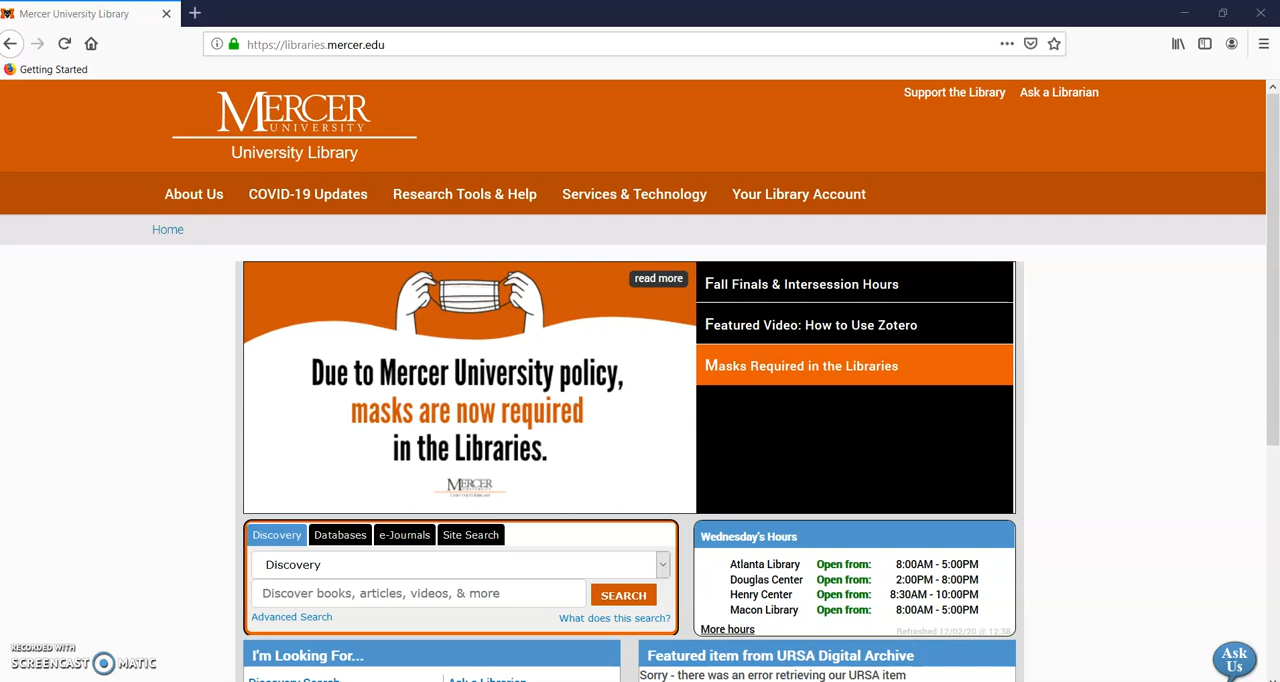 Mercer University Library
https://libraries.mercer.edu
Getting Started
MERCER
UNIVERSITY
University Library
Support the Library
Ask a Librarian
About Us
COVID-19 Updates
Research Tools & Help
Services & Technology
Your Library Account
Home
read more
Due to Mercer University policy,
masks are now required
in the Libraries.
MERCER
Fall Finals & Intersession Hours
Featured Video: How to Use Zotero
Masks Required in the Libraries
Discovery
Databases
e-Journals
Site Search
Discovery
Discover books, articles, videos, & more
SEARCH
Advanced Search
What does this search?
Wednesday's Hours
Atlanta Library Open from: 8:00AM - 5:00PM
Douglas Center Open from: 2:00PM - 8:00PM
Henry Center Open from: 8:30AM - 10:00PM
Macon Library Open from: 8:00AM - 5:00PM
More hours
Refreshed 12/02/20 @ 12:38
I'm Looking For...
Discovery Search
Ask a Librarian
Featured item from URSA Digital Archive
Sorry - there was an error retrieving our URSA item
Ask
Us
RECORDED WITH
SCREENCAST MATIC